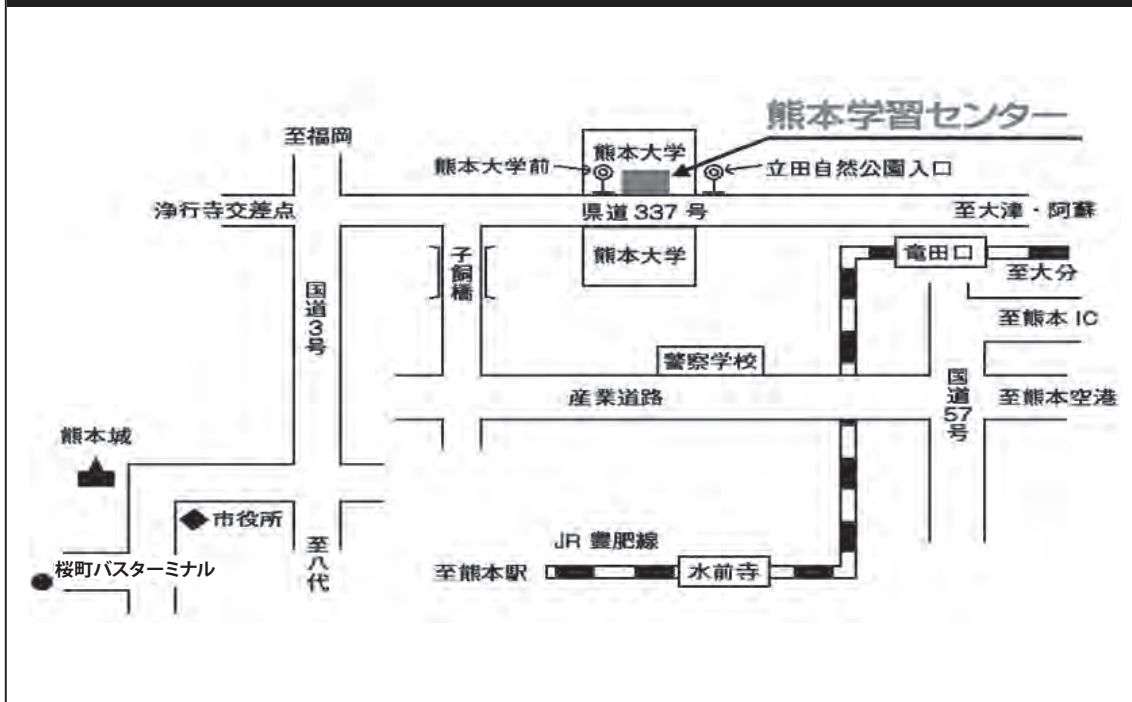 熊本学習センター
至福岡
熊本大学前
熊本大学
立田自然公園入口
浄行寺交差点
県道337号
至大津・阿蘇
子飼橋
熊本大学
竜田口
至大分
国道3号
至熊本IC
警察学校
産業道路
国道57号
至熊本空港
熊本城
市役所
至八代
JR 豊肥線
桜町バスターミナル
至熊本駅
水前寺